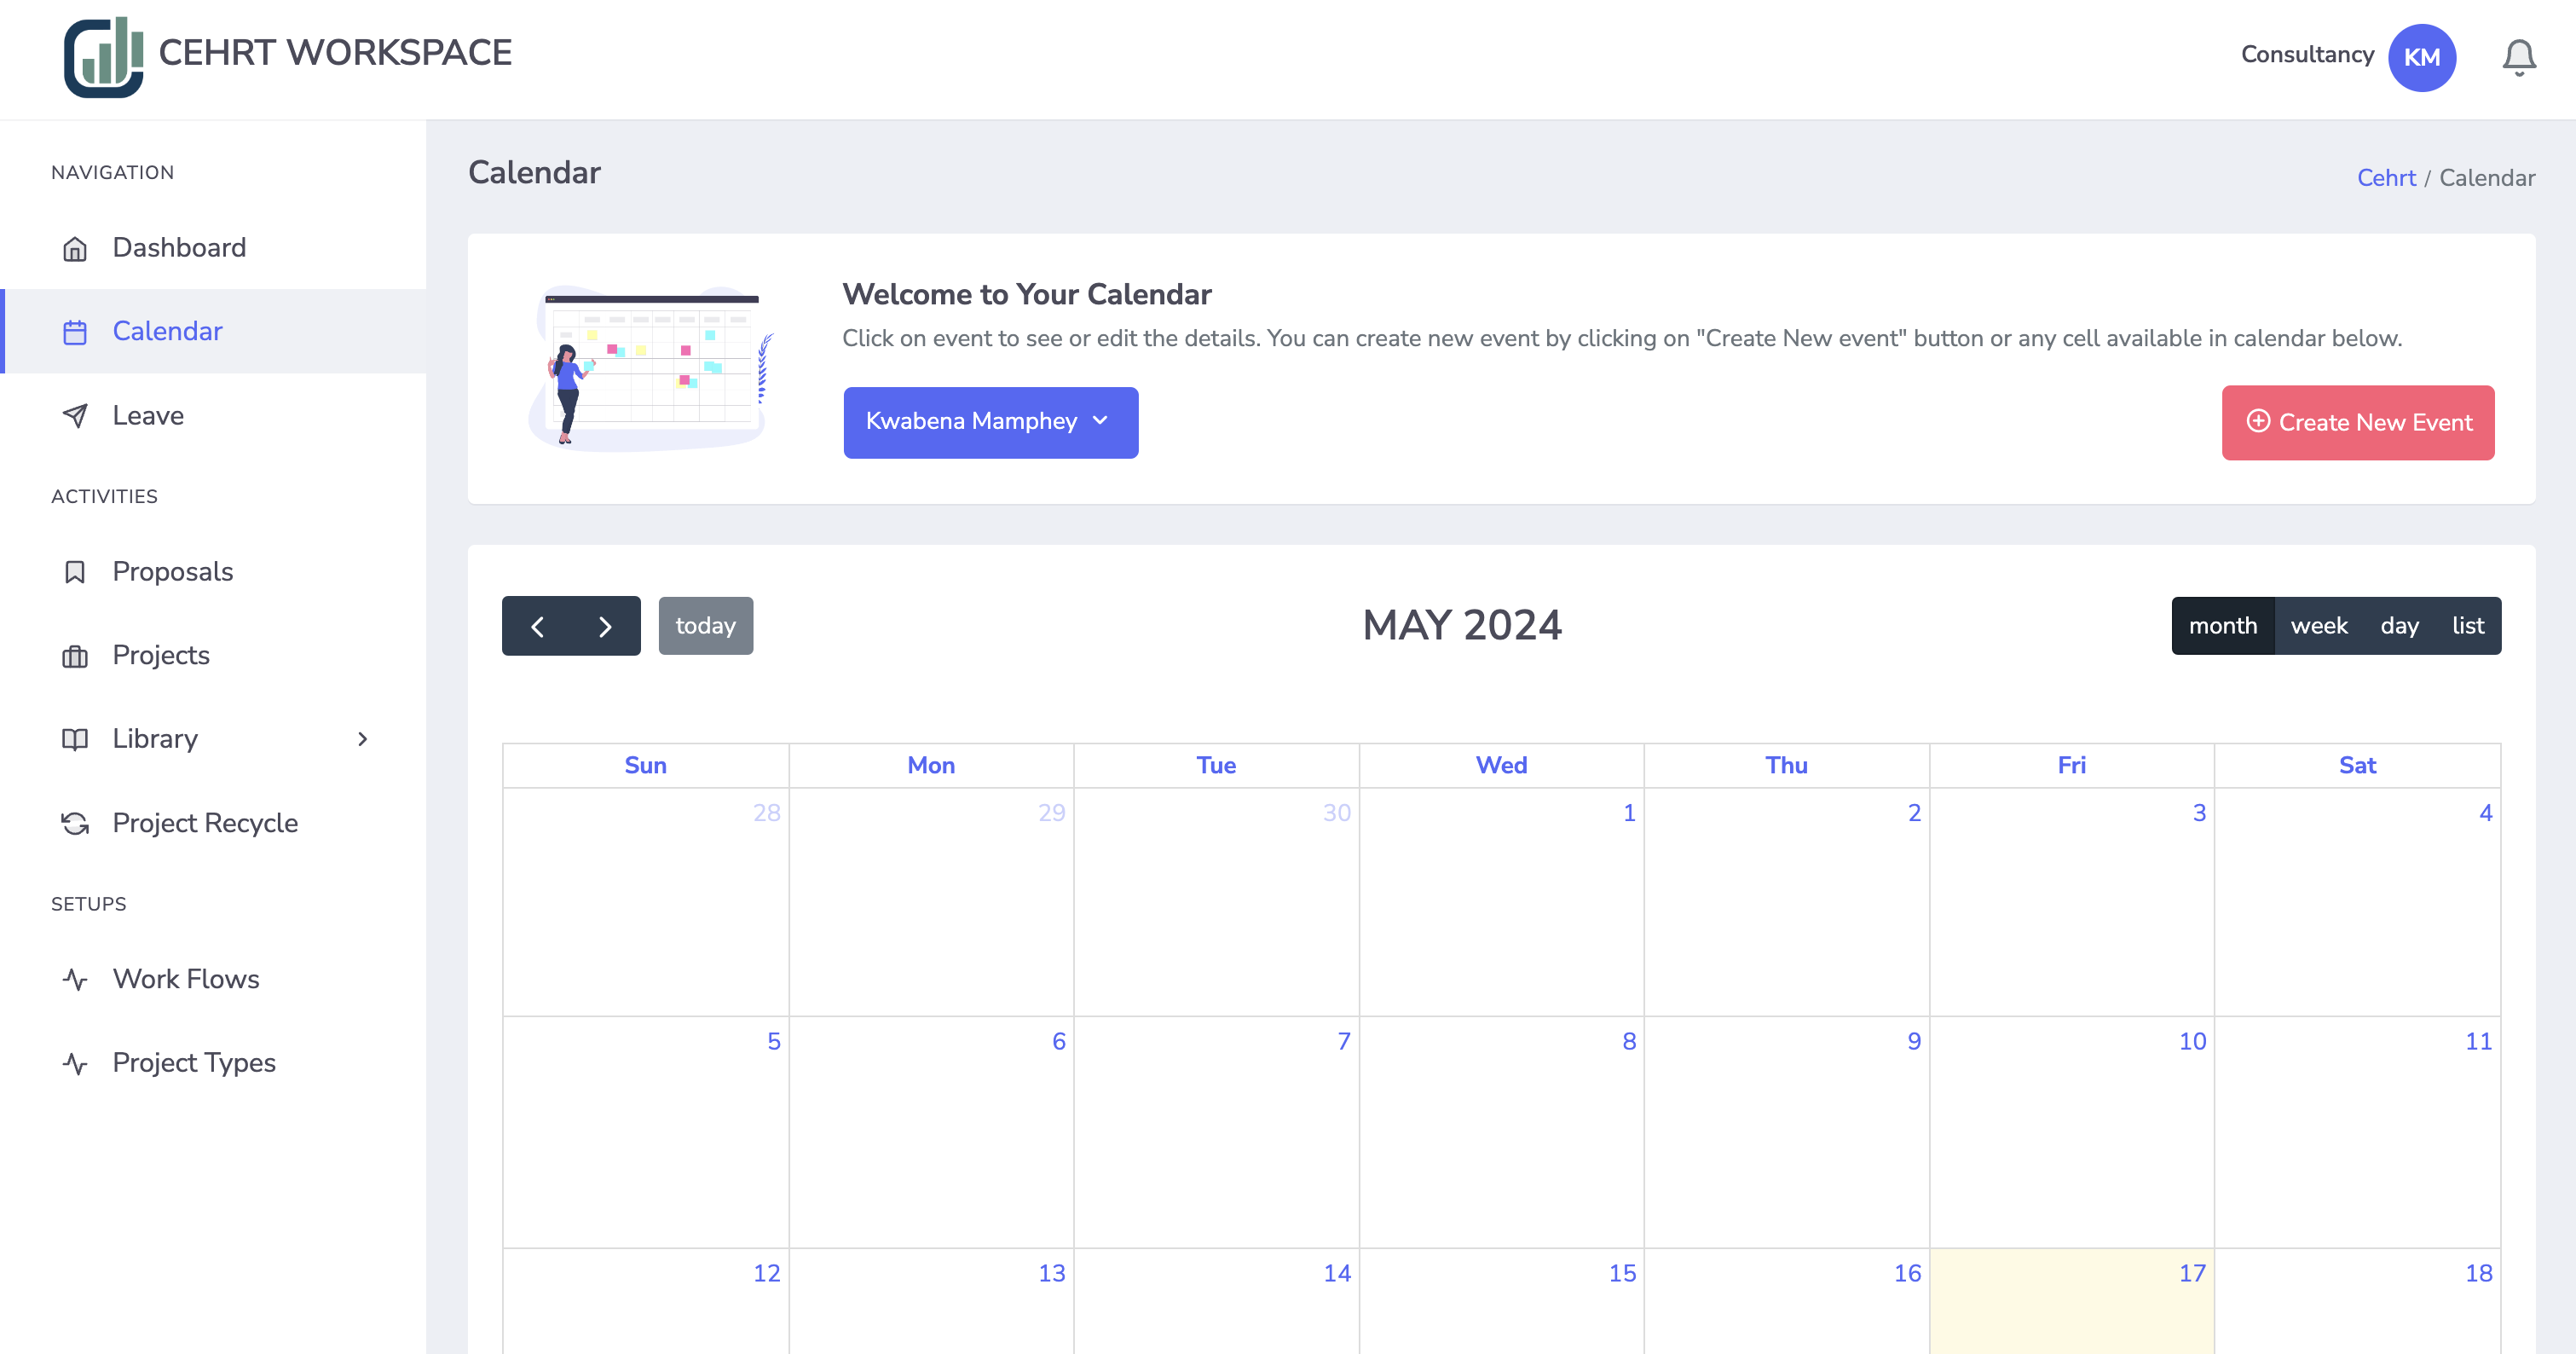 CEHRT WORKSPACE
Consultancy
KM
NAVIGATION
Dashboard
Calendar
Leave
ACTIVITIES
Proposals
Projects
Library
Project Recycle
SETUPS
Work Flows
Project Types
Calendar
Cehrt / Calendar
Welcome to Your Calendar
Click on event to see or edit the details. You can create new event by clicking on "Create New event" button or any cell available in calendar below.
Kwabena Mamphey
Create New Event
today
MAY 2024
month week day list
Sun Mon Tue Wed Thu Fri Sat
28 29 30 1 2 3 4
5 6 7 8 9 10 11
12 13 14 15 16 17 18